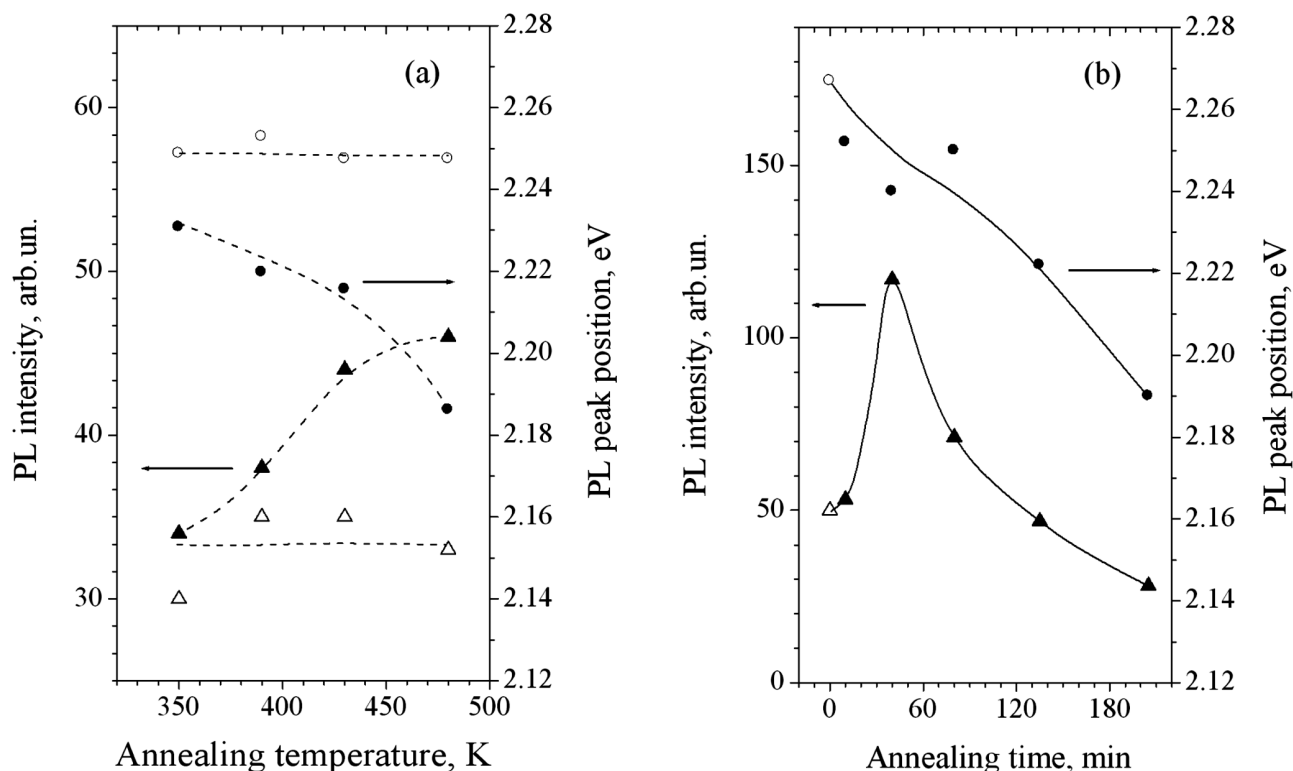 (a)
PL intensity, arb.un.
60
50
40
30
2.28
2.26
2.24
2.22
2.20
2.18
2.16
2.14
2.12
PL peak position, eV
350 400 450 500
Annealing temperature, K
(b)
PL intensity, arb.un.
150
100
50
0
2.28
2.26
2.24
2.22
2.20
2.18
2.16
2.14
2.12
PL peak position, eV
0 60 120 180
Annealing time, min